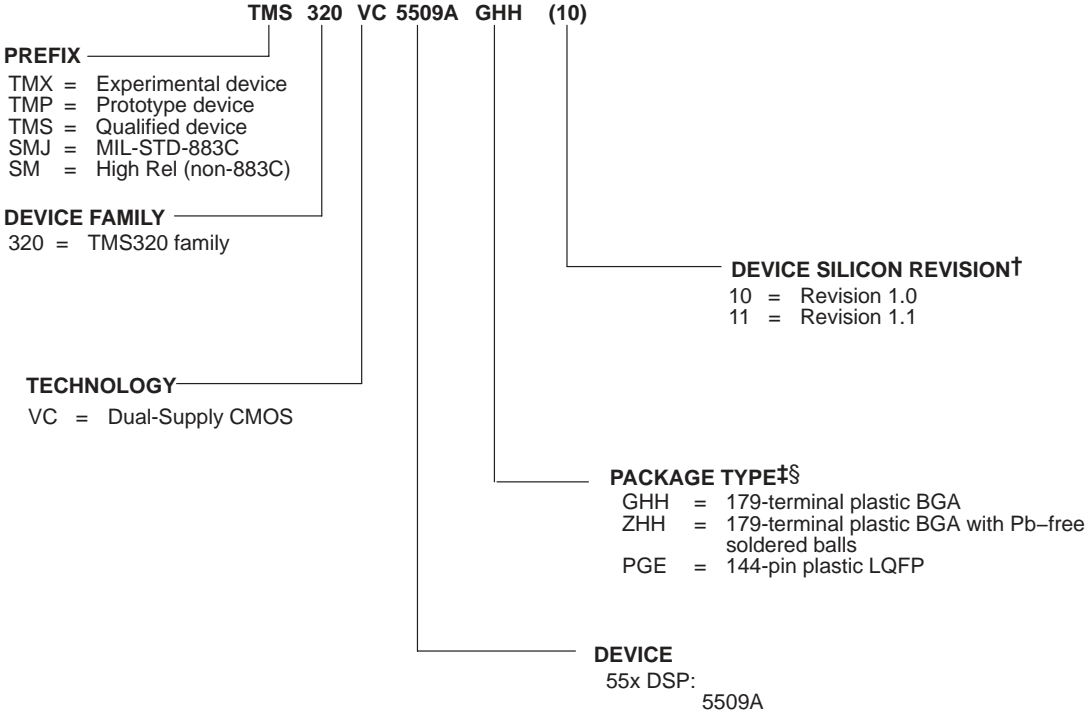 TMS 320 VC 5509A GHH (10)
PREFIX
TMX = Experimental device
TMP = Prototype device
TMS = Qualified device
SMJ = MIL-STD-883C
SM = High Rel (non-883C)
DEVICE FAMILY
320 = TMS320 family
DEVICE SILICON REVISION†
10 = Revision 1.0
11 = Revision 1.1
TECHNOLOGY
VC = Dual-Supply CMOS
PACKAGE TYPE‡§
GHH = 179-terminal plastic BGA
ZHH = 179-terminal plastic BGA with Pb−free
soldered balls
PGE = 144-pin plastic LQFP
DEVICE
55x DSP:
5509A